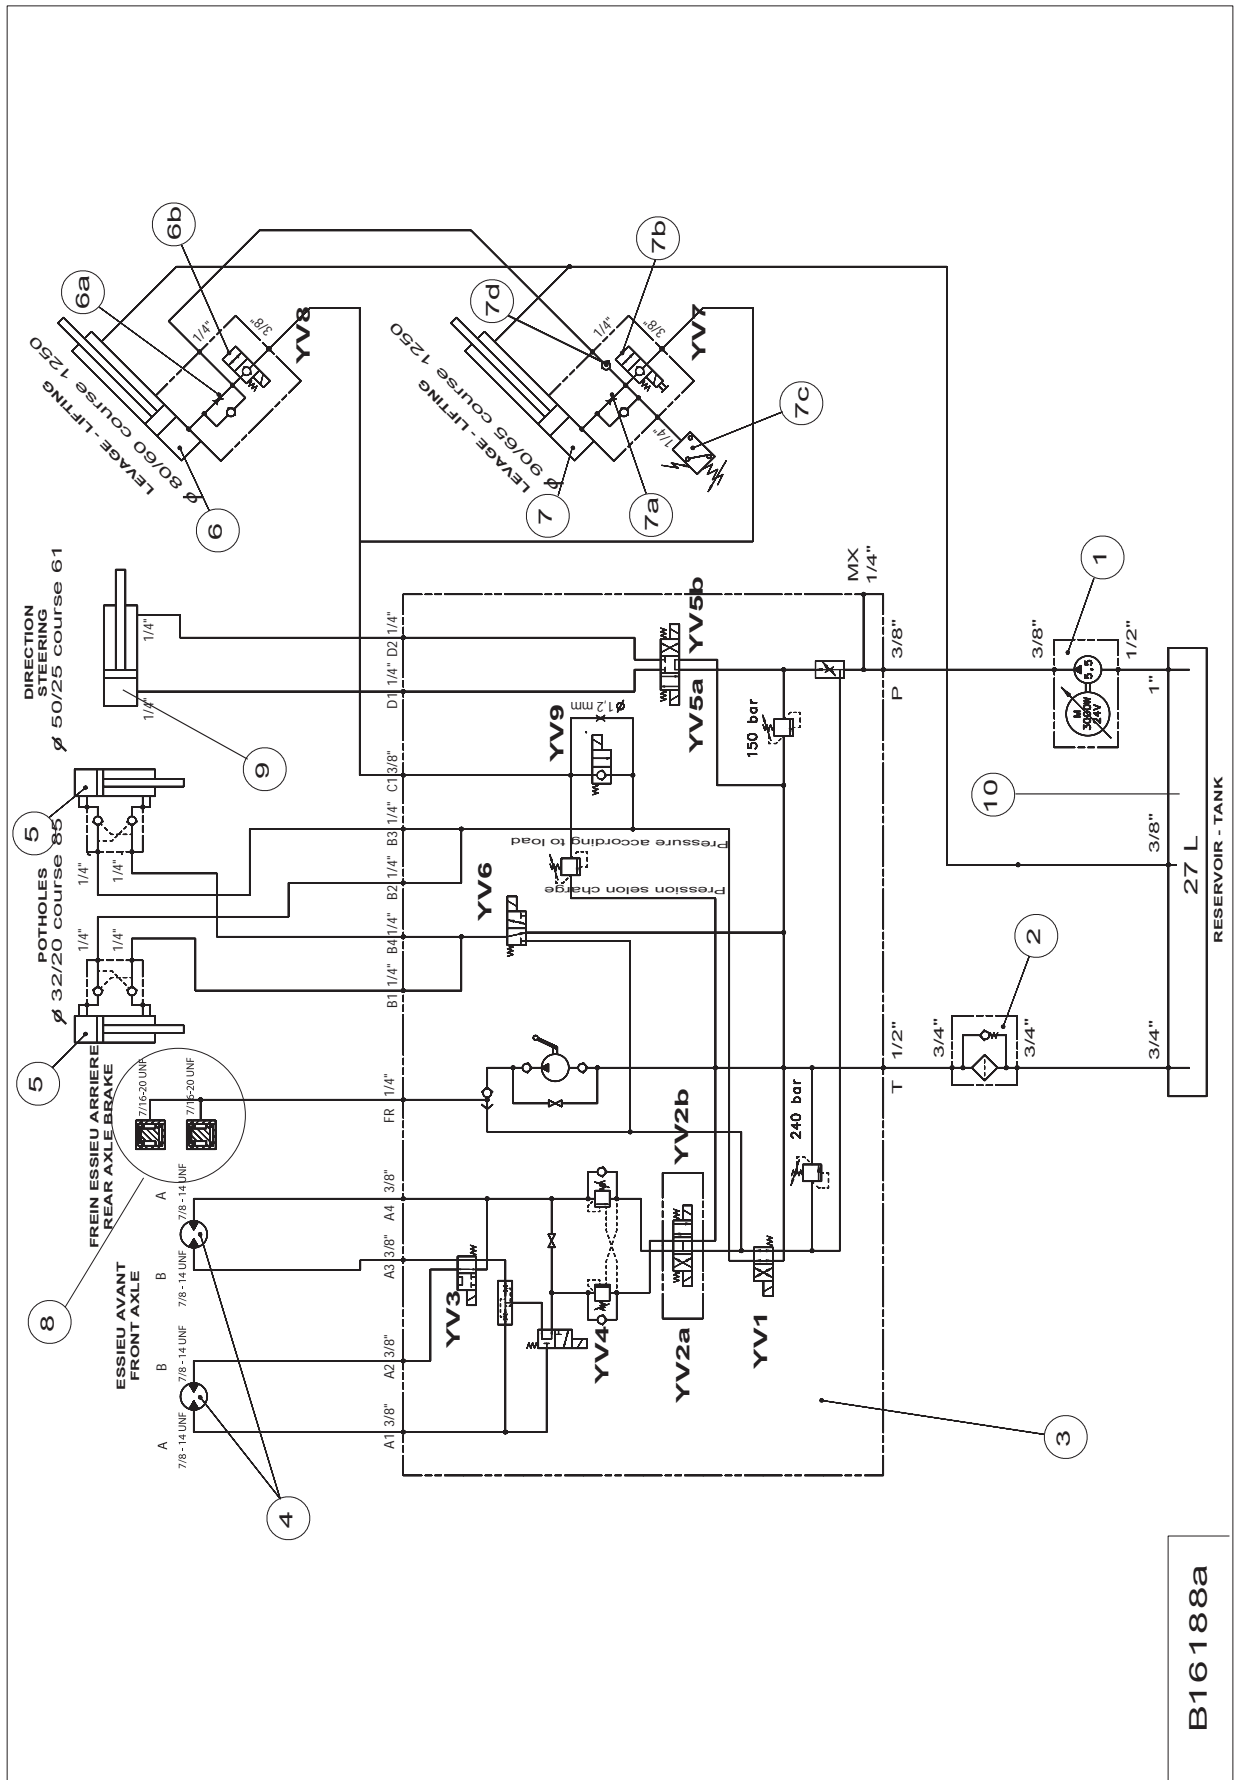 ESSIEU AVANT
FRONT AXLE
FREIN ESSIEU ARRIERE
REAR AXLE BRAKE
POTHOLES
ø 32/20 course 85
DIRECTION
STEERING
ø 50/25 course 61
LEVAGE - LIFTING
ø 80/60 course 1250
LEVAGE - LIFTING
ø 90/65 course 1250
4
8
5
5
9
6
6a
6b
7
7a
7b
7c
7d
A
7/8 - 14 UNF
B
7/8 - 14 UNF
B
7/8 - 14 UNF
A
7/8 - 14 UNF
7/16-20 UNF
7/16-20 UNF
1/4"
1/4"
1/4"
1/4"
1/4"
1/4"
1/4"
3/8"
YV8
1/4"
3/8"
YV7
1/4"
A1 3/8"
A2 3/8"
A3 3/8"
A4 3/8"
FR 1/4"
B1 1/4"
B4 1/4"
B2 1/4"
B3 1/4"
C1 3/8"
D1 1/4"
D2 1/4"
YV3
YV6
YV9
ø 1,2 mm
Pressure according to load
Pression selon charge
YV4
YV2a
YV2b
YV5a
YV5b
YV1
150 bar
240 bar
MX
1/4"
T
1/2"
P
3/8"
3
2
3/4"
3/4"
1
3/8"
1/2"
M
3000W
24V
5.5
10
3/4"
3/8"
1"
27 L
RESERVOIR - TANK
B16188a